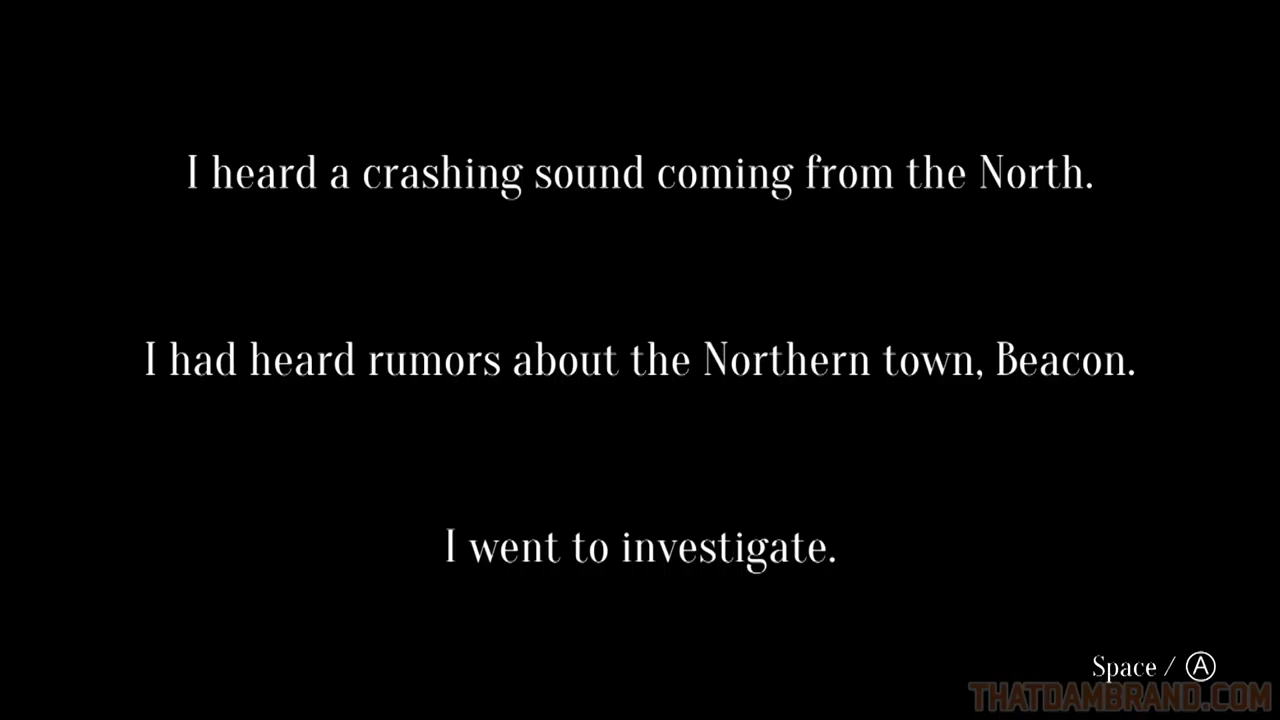 I heard a crashing sound coming from the North.
I had heard rumors about the Northern town, Beacon.
I went to investigate.
Space / Ⓐ
THATDAMBRAND.COM